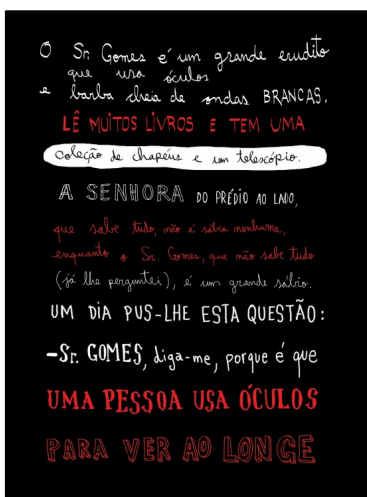 O Sr. Gomes é um grande erudito
que usa óculos
e barba cheia de ondas BRANCAS.
LÊ MUITOS LIVROS E TEM UMA
coleção de chapéus e um telescópio.
A SENHORA DO PRÉDIO AO LADO,
que sabe tudo, não é sábia nenhuma,
enquanto o Sr. Gomes, que não sabe tudo
(já lhe perguntei), é um grande sábio.
UM DIA PUS-LHE ESTA QUESTÃO:
–Sr. GOMES, diga-me, porque é que
UMA PESSOA USA ÓCULOS
PARA VER AO LONGE